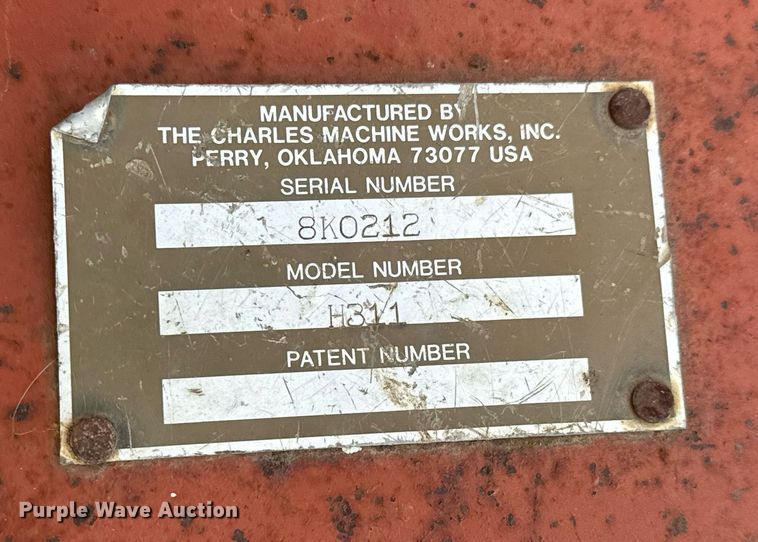 MANUFACTURED BY
THE CHARLES MACHINE WORKS, INC.
PERRY, OKLAHOMA 73077 USA
SERIAL NUMBER
8K0212
MODEL NUMBER
H311
PATENT NUMBER
Purple Wave Auction